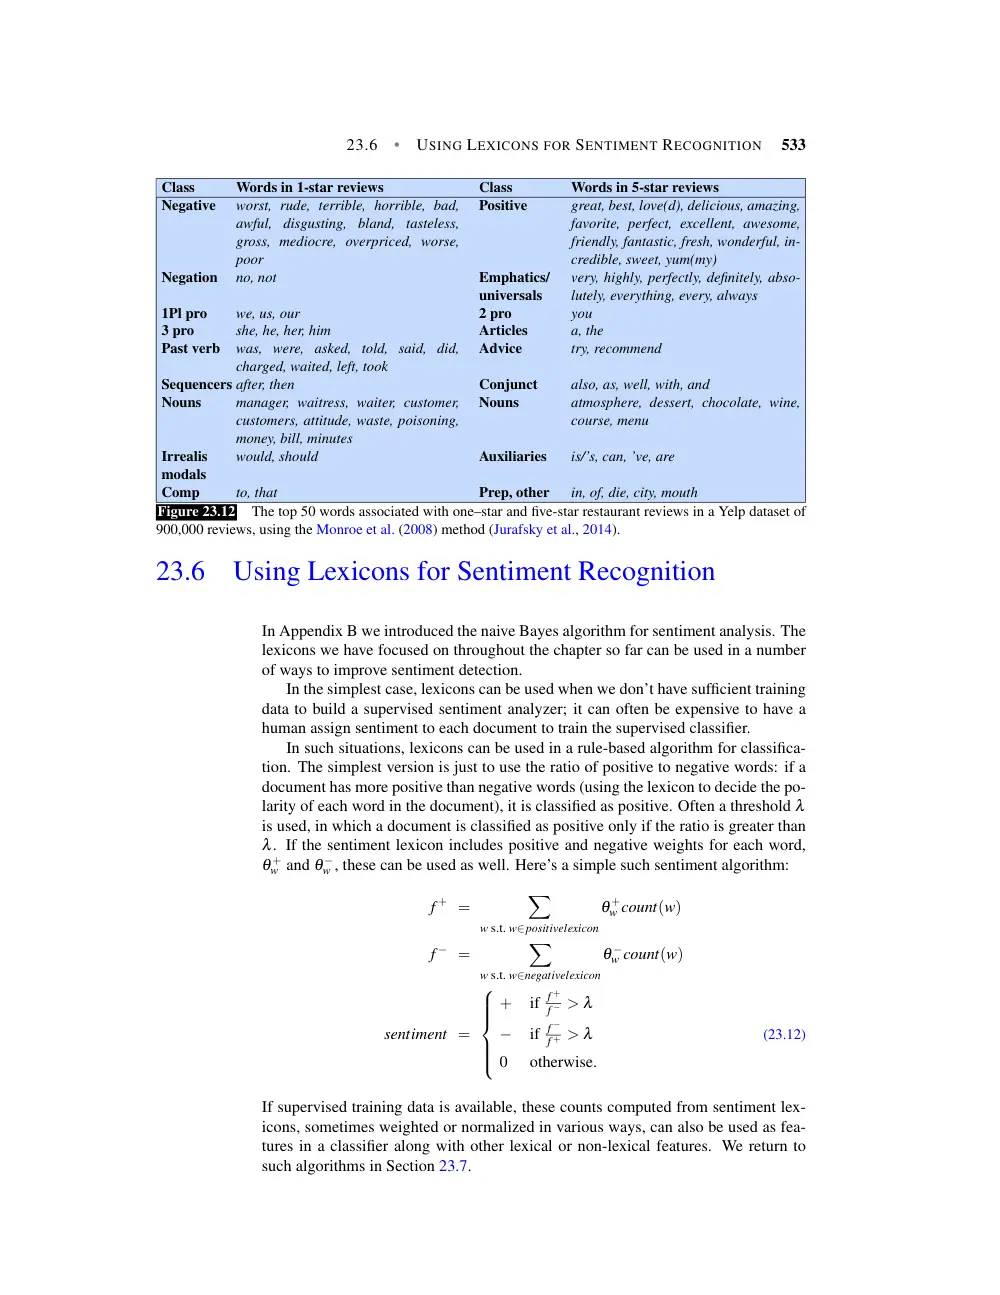 23.6 • USING LEXICONS FOR SENTIMENT RECOGNITION 533
Class Words in 1-star reviews Class Words in 5-star reviews
Negative worst, rude, terrible, horrible, bad, Positive great, best, love(d), delicious, amazing,
awful, disgusting, bland, tasteless, favorite, perfect, excellent, awesome,
gross, mediocre, overpriced, worse, friendly, fantastic, fresh, wonderful, in-
poor credible, sweet, yum(my)
Negation no, not Emphatics/ very, highly, perfectly, definitely, abso-
universals lutely, everything, every, always
1Pl pro we, us, our 2 pro you
3 pro she, he, her, him Articles a, the
Past verb was, were, asked, told, said, did, Advice try, recommend
charged, waited, left, took
Sequencers after, then Conjunct also, as, well, with, and
Nouns manager, waitress, waiter, customer, Nouns atmosphere, dessert, chocolate, wine,
customers, attitude, waste, poisoning, course, menu
money, bill, minutes
Irrealis would, should Auxiliaries is/'s, can, 've, are
modals
Comp to, that Prep, other in, of, die, city, mouth
Figure 23.12 The top 50 words associated with one–star and five-star restaurant reviews in a Yelp dataset of
900,000 reviews, using the Monroe et al. (2008) method (Jurafsky et al., 2014).
23.6 Using Lexicons for Sentiment Recognition
In Appendix B we introduced the naive Bayes algorithm for sentiment analysis. The
lexicons we have focused on throughout the chapter so far can be used in a number
of ways to improve sentiment detection.
In the simplest case, lexicons can be used when we don't have sufficient training
data to build a supervised sentiment analyzer; it can often be expensive to have a
human assign sentiment to each document to train the supervised classifier.
In such situations, lexicons can be used in a rule-based algorithm for classifica-
tion. The simplest version is just to use the ratio of positive to negative words: if a
document has more positive than negative words (using the lexicon to decide the po-
larity of each word in the document), it is classified as positive. Often a threshold λ
is used, in which a document is classified as positive only if the ratio is greater than
λ. If the sentiment lexicon includes positive and negative weights for each word,
θ_w^+ and θ_w^−, these can be used as well. Here's a simple such sentiment algorithm:
f^+ = ∑ θ_w^+ count(w)
w s.t. w∈positivelexicon
f^− = ∑ θ_w^− count(w)
w s.t. w∈negativelexicon
+ if f^+/f^− > λ
sentiment = { − if f^−/f^+ > λ (23.12)
0 otherwise.
If supervised training data is available, these counts computed from sentiment lex-
icons, sometimes weighted or normalized in various ways, can also be used as fea-
tures in a classifier along with other lexical or non-lexical features. We return to
such algorithms in Section 23.7.